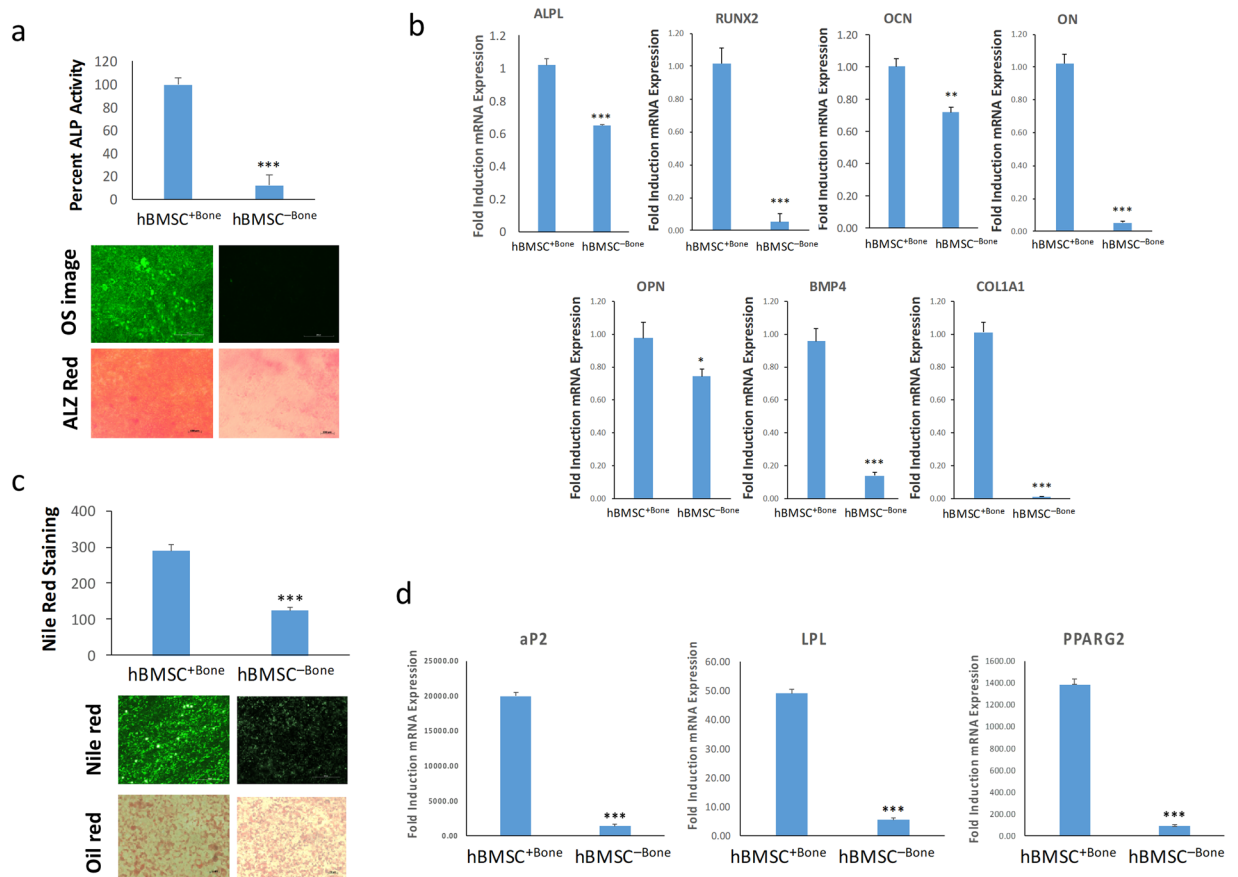 a
Percent ALP Activity
120
100
80
60
40
20
0
***
hBMSC+Bone hBMSC–Bone
OS image
ALZ Red
b
ALPL
Fold Induction mRNA Expression
1.2
1
0.8
0.6
0.4
0.2
0
***
hBMSC+Bone hBMSC–Bone
RUNX2
Fold Induction mRNA Expression
1.20
1.00
0.80
0.60
0.40
0.20
0.00
***
hBMSC+Bone hBMSC–Bone
OCN
Fold Induction mRNA Expression
1.20
1.00
0.80
0.60
0.40
0.20
0.00
**
hBMSC+Bone hBMSC–Bone
ON
Fold Induction mRNA Expression
1.20
1.00
0.80
0.60
0.40
0.20
0.00
***
hBMSC+Bone hBMSC–Bone
OPN
Fold Induction mRNA Expression
1.20
1.00
0.80
0.60
0.40
0.20
0.00
*
hBMSC+Bone hBMSC–Bone
BMP4
Fold Induction mRNA Expression
1.20
1.00
0.80
0.60
0.40
0.20
0.00
***
hBMSC+Bone hBMSC–Bone
COL1A1
Fold Induction mRNA Expression
1.20
1.00
0.80
0.60
0.40
0.20
0.00
***
hBMSC+Bone hBMSC–Bone
c
Nile Red Staining
400
300
200
100
0
***
hBMSC+Bone hBMSC–Bone
Nile red
Oil red
d
aP2
Fold Induction mRNA Expression
25000.00
20000.00
15000.00
10000.00
5000.00
0.00
***
hBMSC+Bone hBMSC–Bone
LPL
Fold Induction mRNA Expression
60.00
50.00
40.00
30.00
20.00
10.00
0.00
***
hBMSC+Bone hBMSC–Bone
PPARG2
Fold Induction mRNA Expression
1600.00
1400.00
1200.00
1000.00
800.00
600.00
400.00
200.00
0.00
***
hBMSC+Bone hBMSC–Bone